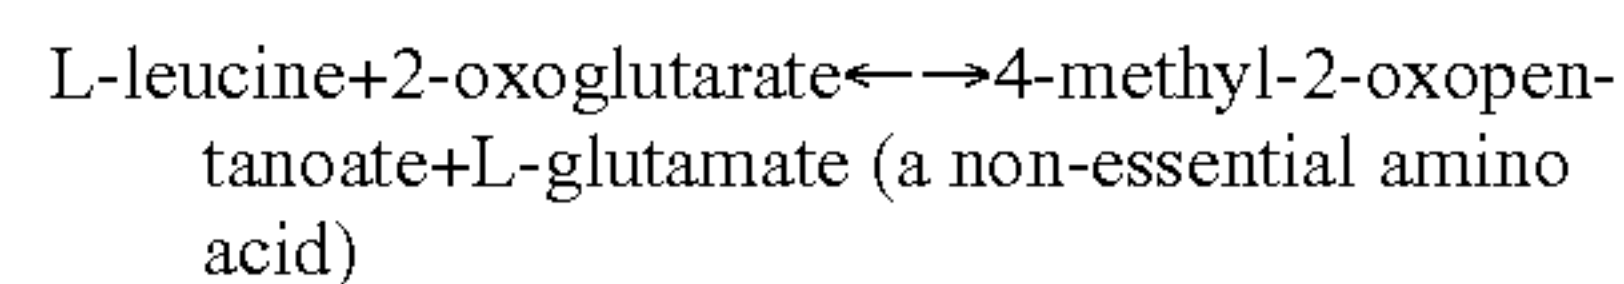 L-leucine+2-oxoglutarate←→4-methyl-2-oxopen-
tanoate+L-glutamate (a non-essential amino
acid)